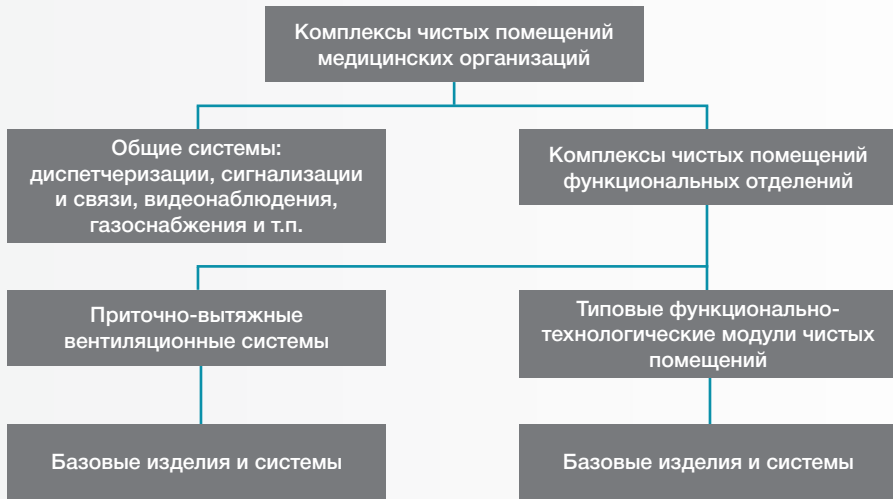 Комплексы чистых помещений
медицинских организаций
Общие системы:
диспетчеризации, сигнализации
и связи, видеонаблюдения,
газоснабжения и т.п.
Комплексы чистых помещений
функциональных отделений
Приточно-вытяжные
вентиляционные системы
Типовые функционально-
технологические модули чистых
помещений
Базовые изделия и системы
Базовые изделия и системы